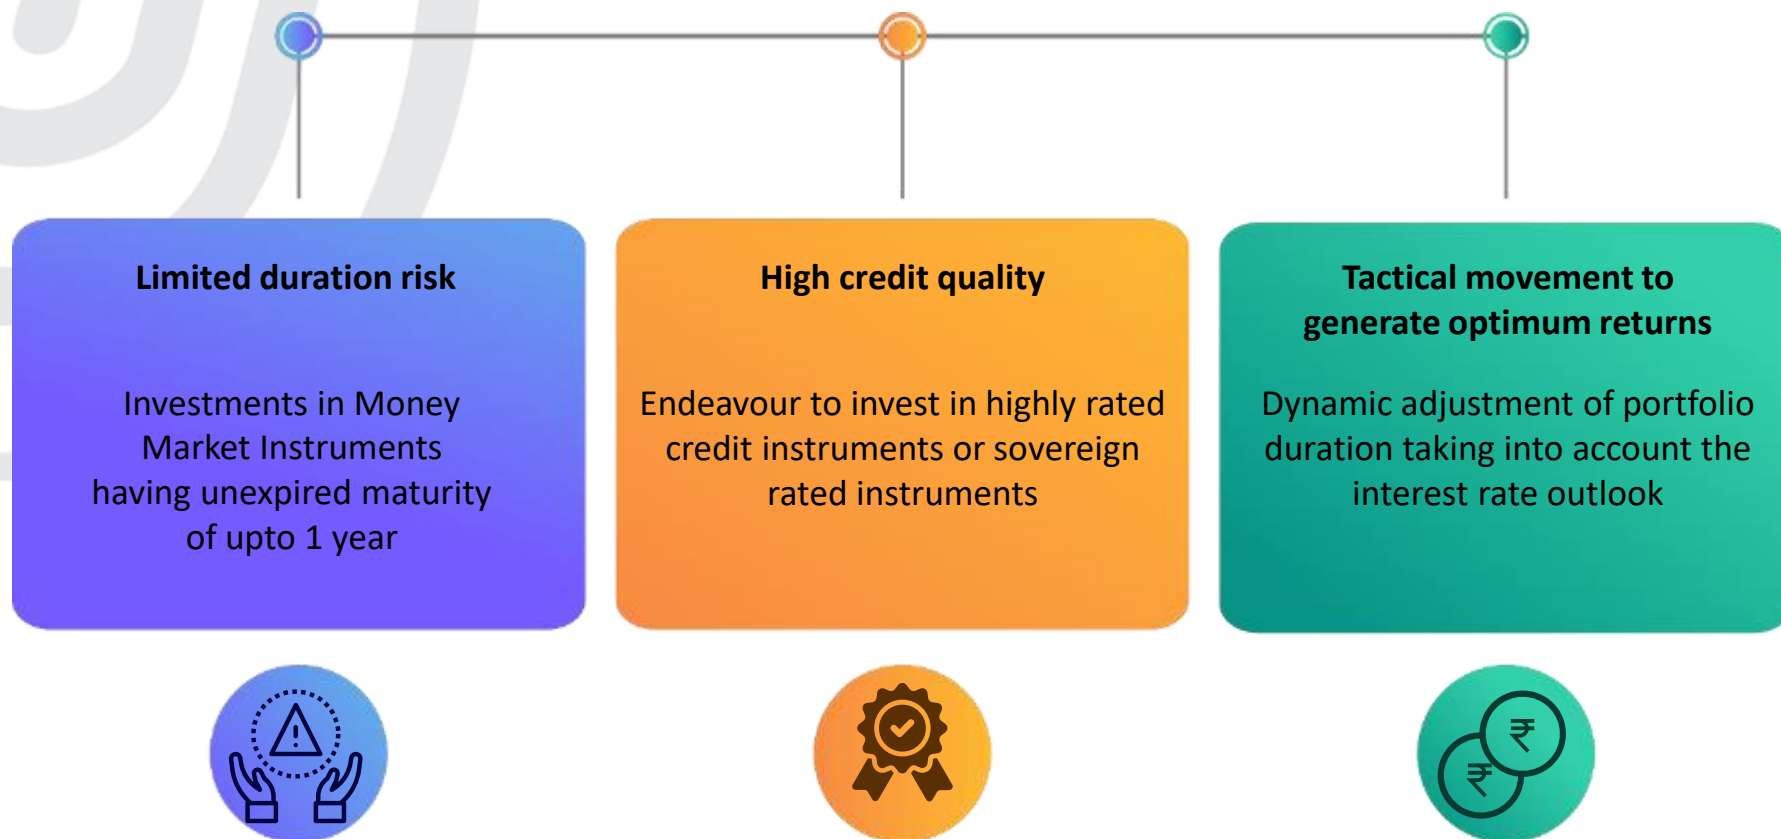 Limited duration risk
Investments in Money
Market Instruments
having unexpired maturity
of upto 1 year
High credit quality
Endeavour to invest in highly rated
credit instruments or sovereign
rated instruments
Tactical movement to
generate optimum returns
Dynamic adjustment of portfolio
duration taking into account the
interest rate outlook
₹
₹